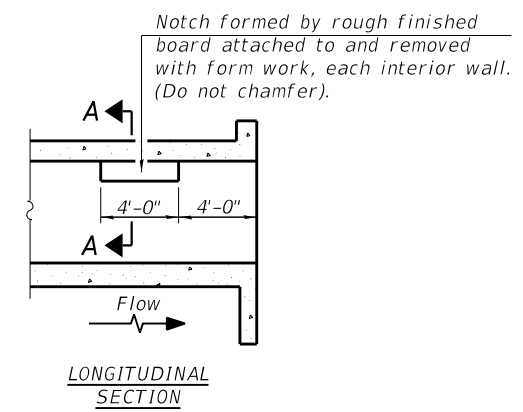 Notch formed by rough finished
board attached to and removed
with form work, each interior wall.
(Do not chamfer).
A
4'-0" 4'-0"
A
Flow
LONGITUDINAL
SECTION